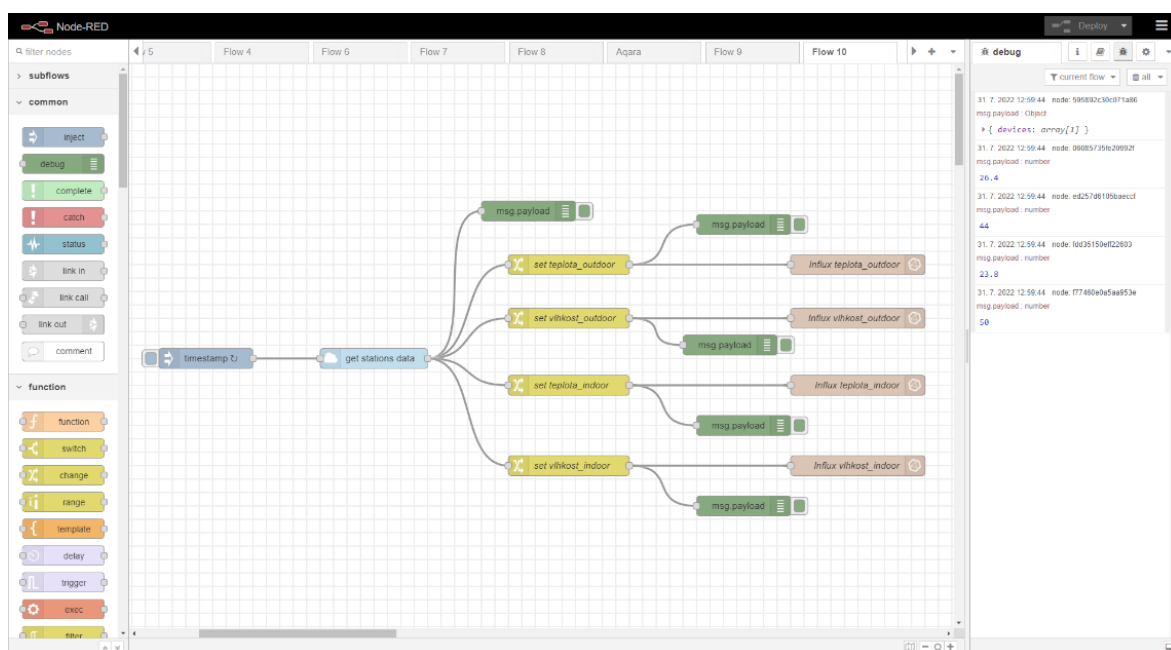 Node-RED
Deploy
filter nodes
subflows
common
inject
debug
complete
catch
status
link in
link call
link out
comment
function
function
switch
change
range
template
delay
trigger
exec
filter
Flow 4
Flow 6
Flow 7
Flow 8
Aqara
Flow 9
Flow 10
timestamp ↻
get stations data
msg.payload
msg.payload
set teplota_outdoor
Influx teplota_outdoor
set vlhkost_outdoor
Influx vlhkost_outdoor
msg.payload
set teplota_indoor
Influx teplota_indoor
msg.payload
set vlhkost_indoor
Influx vlhkost_indoor
msg.payload
debug
current flow
all
31. 7. 2022 12:59:44 node:
msg.payload : Object
{ devices: array[1] }
31. 7. 2022 12:59:44 node:
msg.payload : number
26.4
31. 7. 2022 12:59:44 node:
msg.payload : number
44
31. 7. 2022 12:59:44 node:
msg.payload : number
23.8
31. 7. 2022 12:59:44 node:
msg.payload : number
50